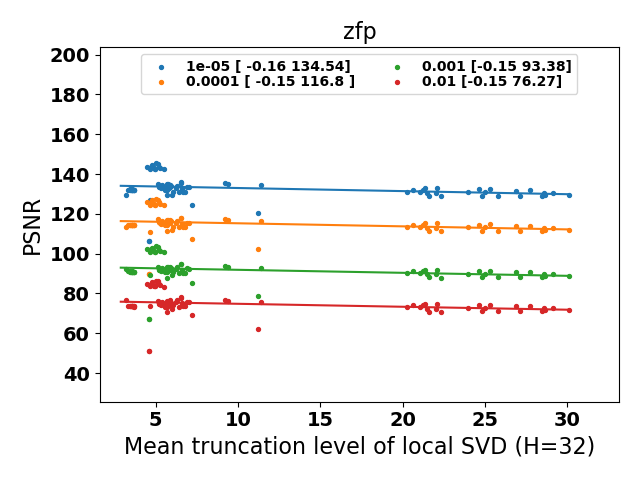 zfp
1e-05 [ -0.16 134.54]
0.0001 [ -0.15 116.8 ]
0.001 [-0.15 93.38]
0.01 [-0.15 76.27]
200
180
160
140
120
100
80
60
40
PSNR
5 10 15 20 25 30
Mean truncation level of local SVD (H=32)